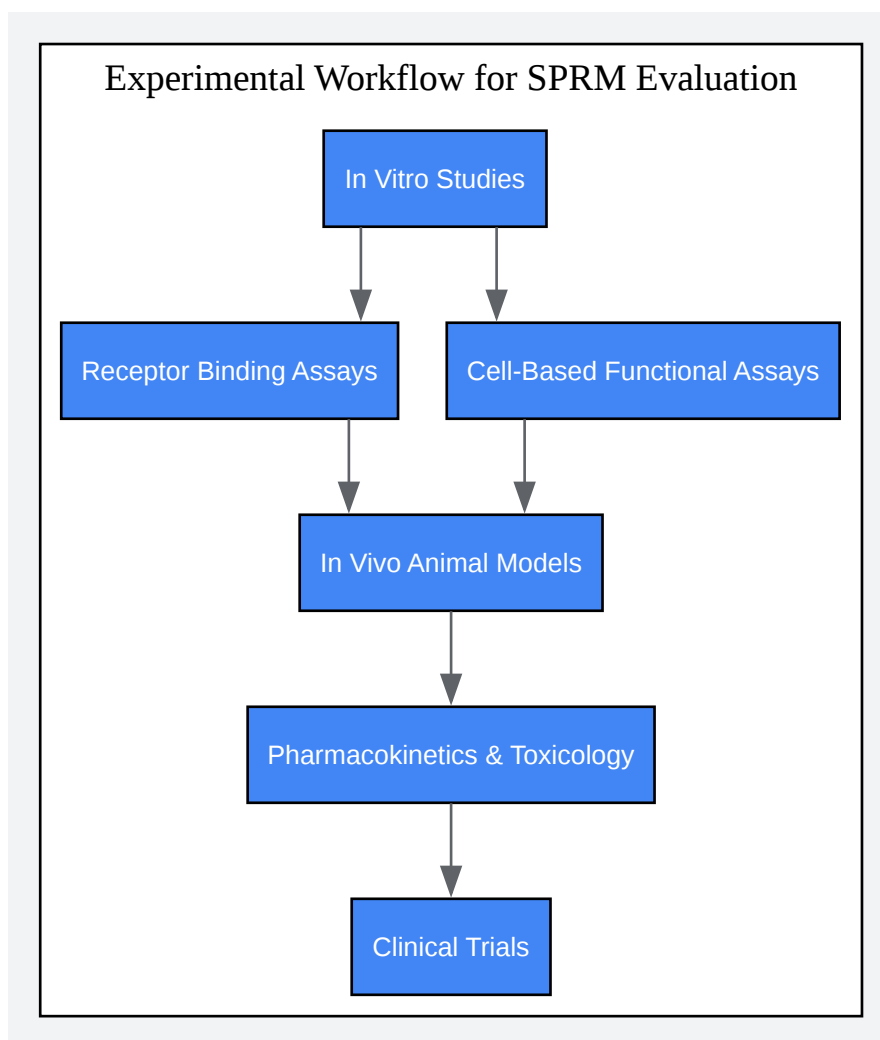 Experimental Workflow for SPRM Evaluation
In Vitro Studies
Receptor Binding Assays
Cell-Based Functional Assays
In Vivo Animal Models
Pharmacokinetics & Toxicology
Clinical Trials